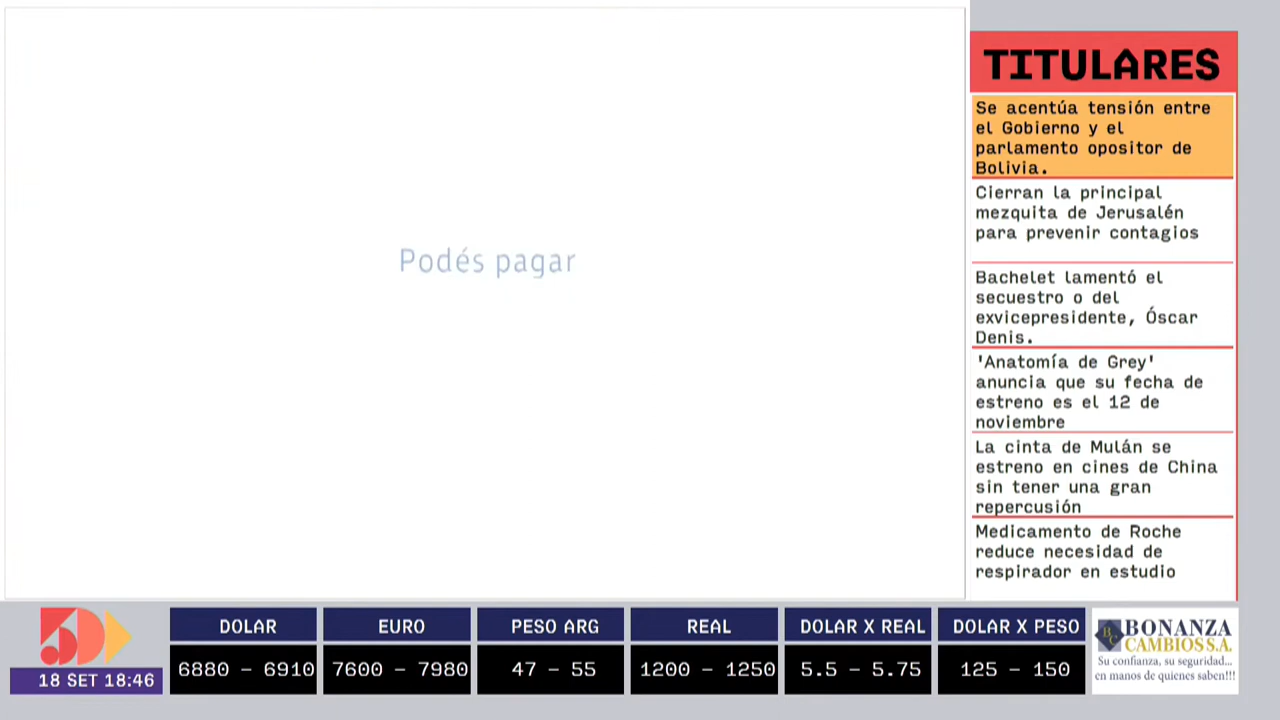 Podés pagar
TITULARES
Se acentúa tensión entre
el Gobierno y el
parlamento opositor de
Bolivia.
Cierran la principal
mezquita de Jerusalén
para prevenir contagios
Bachelet lamentó el
secuestro o del
exvicepresidente, Óscar
Denis.
'Anatomía de Grey'
anuncia que su fecha de
estreno es el 12 de
noviembre
La cinta de Mulán se
estreno en cines de China
sin tener una gran
repercusión
Medicamento de Roche
reduce necesidad de
respirador en estudio
5D
18 SET 18:46
DOLAR
6880 - 6910
EURO
7600 - 7980
PESO ARG
47 - 55
REAL
1200 - 1250
DOLAR X REAL
5.5 - 5.75
DOLAR X PESO
125 - 150
BC
BONANZA
CAMBIOS S.A.
Su confianza, su seguridad...
en manos de quienes saben!!!